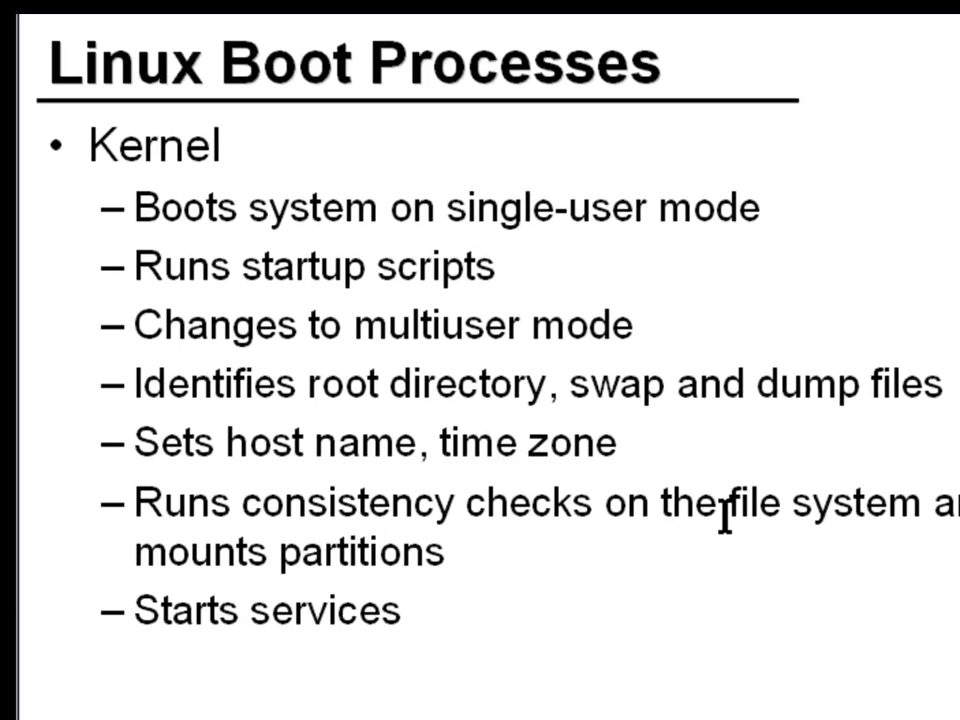 Linux Boot Processes
• Kernel
– Boots system on single-user mode
– Runs startup scripts
– Changes to multiuser mode
– Identifies root directory, swap and dump files
– Sets host name, time zone
– Runs consistency checks on the file system
mounts partitions
– Starts services